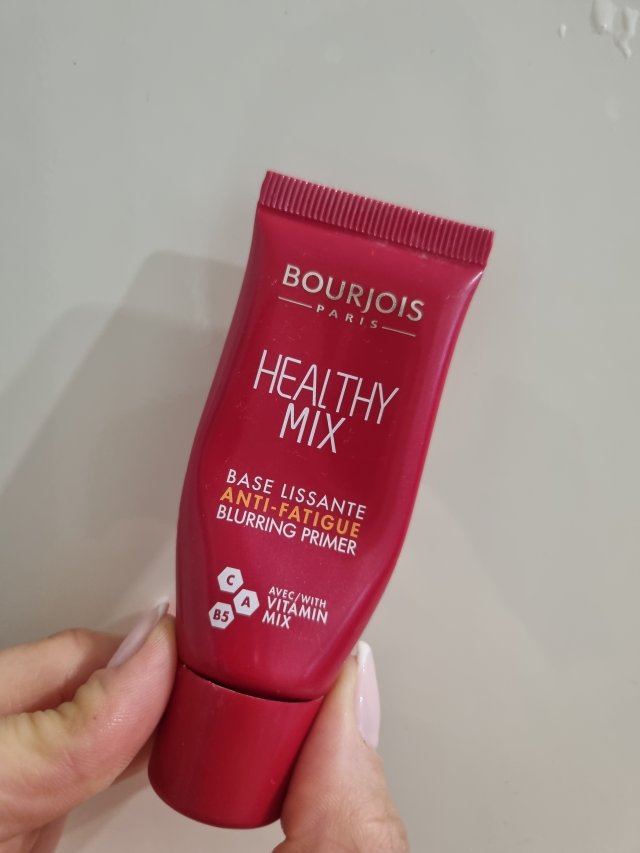 BOURJOIS
PARIS
HEALTHY
MIX
BASE LISSANTE
ANTI-FATIGUE
BLURRING PRIMER
C
A
B5
AVEC/WITH
VITAMIN
MIX